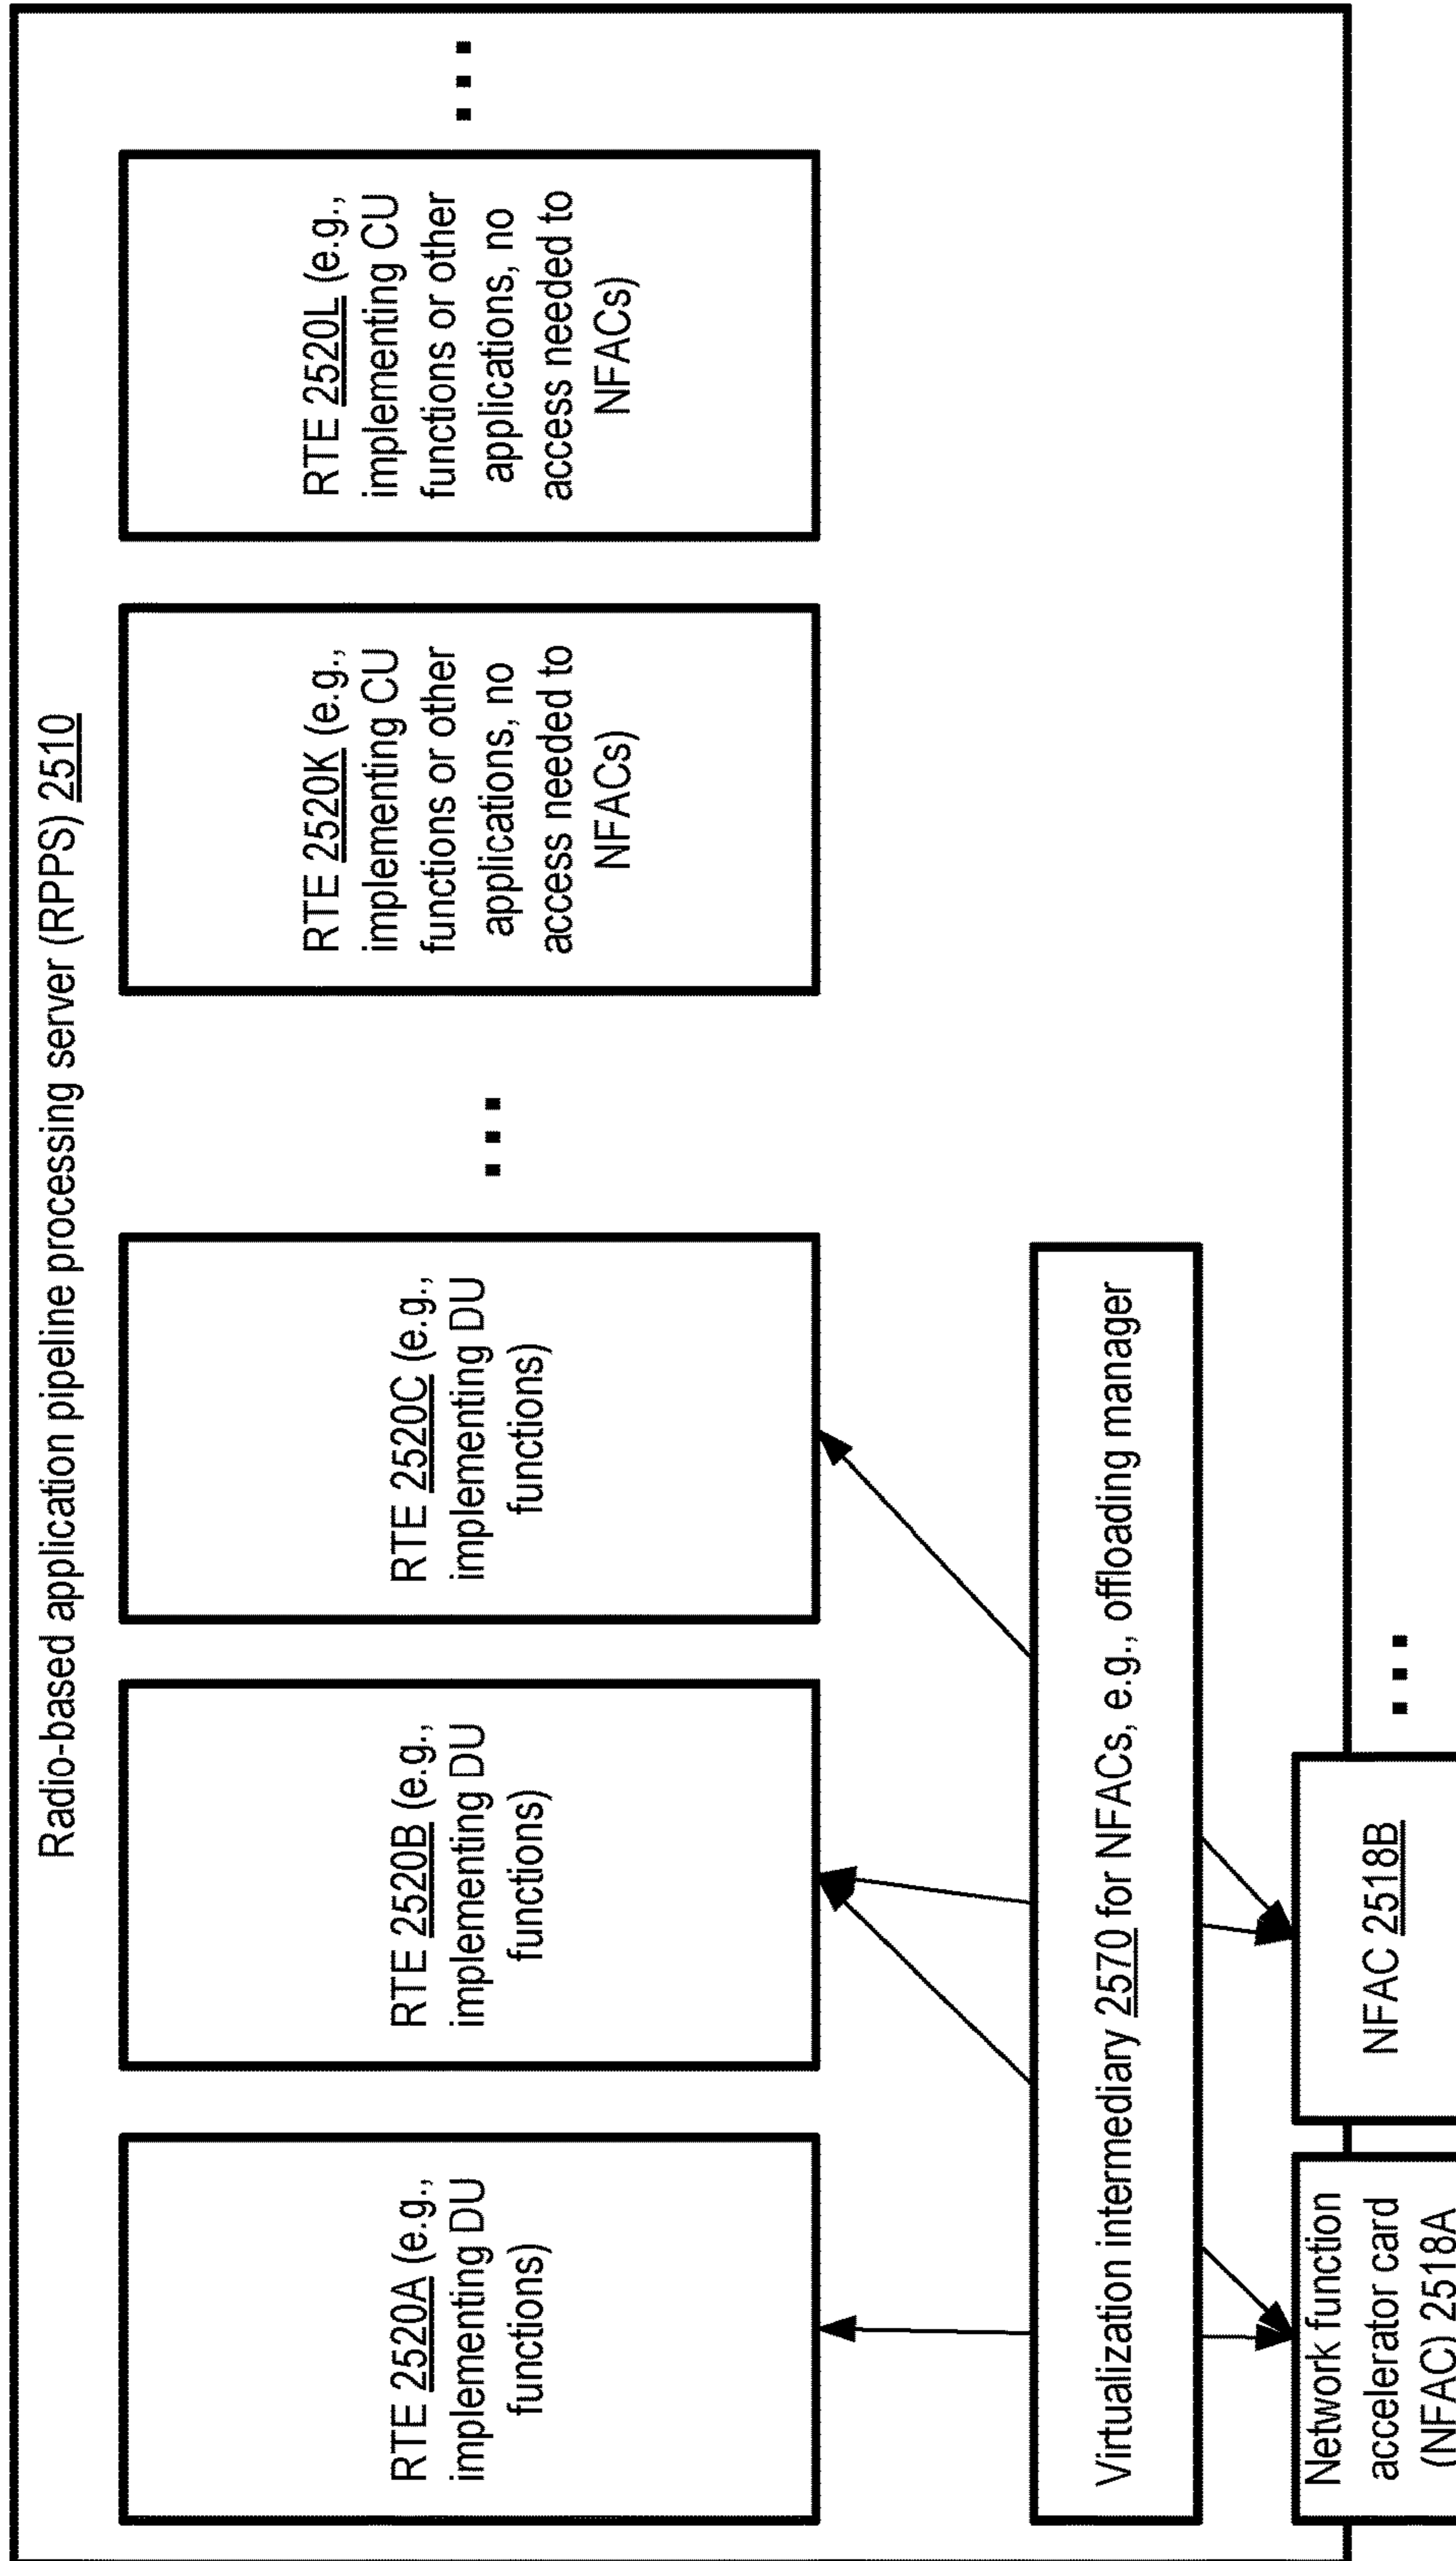 Radio-based application pipeline processing server (RPPS) 2510
RTE 2520A (e.g.,
implementing DU
functions)
RTE 2520B (e.g.,
implementing DU
functions)
RTE 2520C (e.g.,
implementing DU
functions)
...
RTE 2520K (e.g.,
implementing CU
functions or other
applications, no
access needed to
NFACs)
RTE 2520L (e.g.,
implementing CU
functions or other
applications, no
access needed to
NFACs)
...
Virtualization intermediary 2570 for NFACs, e.g., offloading manager
Network function
accelerator card
(NFAC) 2518A
NFAC 2518B
...